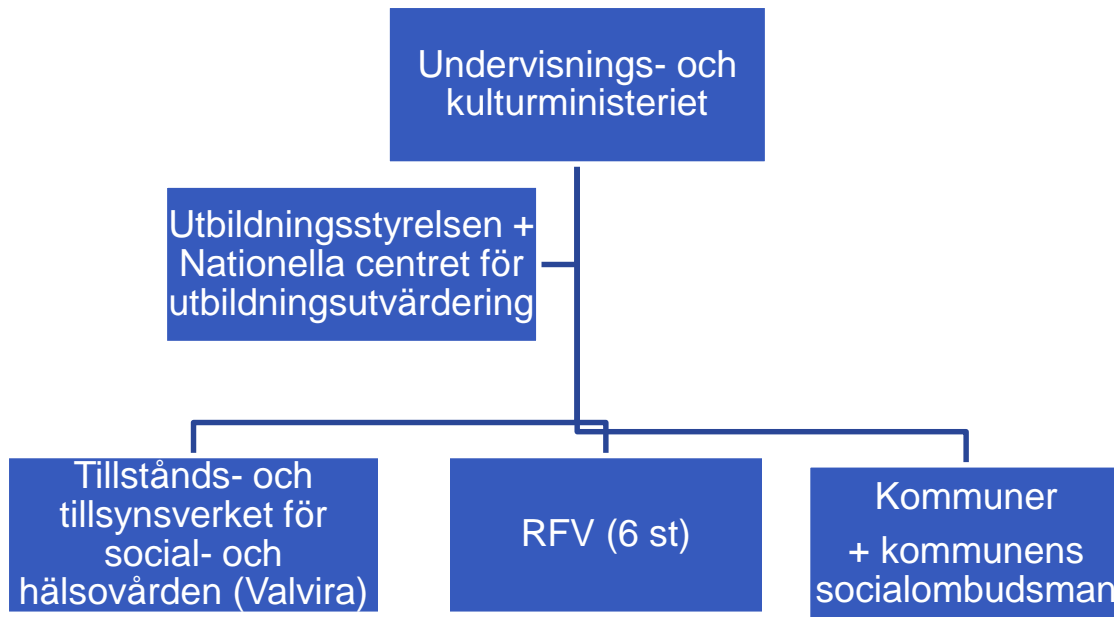 Undervisnings- och
kulturministeriet
Utbildningsstyrelsen +
Nationella centret för
utbildningsutvärdering
Tillstånds- och
tillsynsverket för
social- och
hälsovården (Valvira)
RFV (6 st)
Kommuner
+ kommunens
socialombudsman